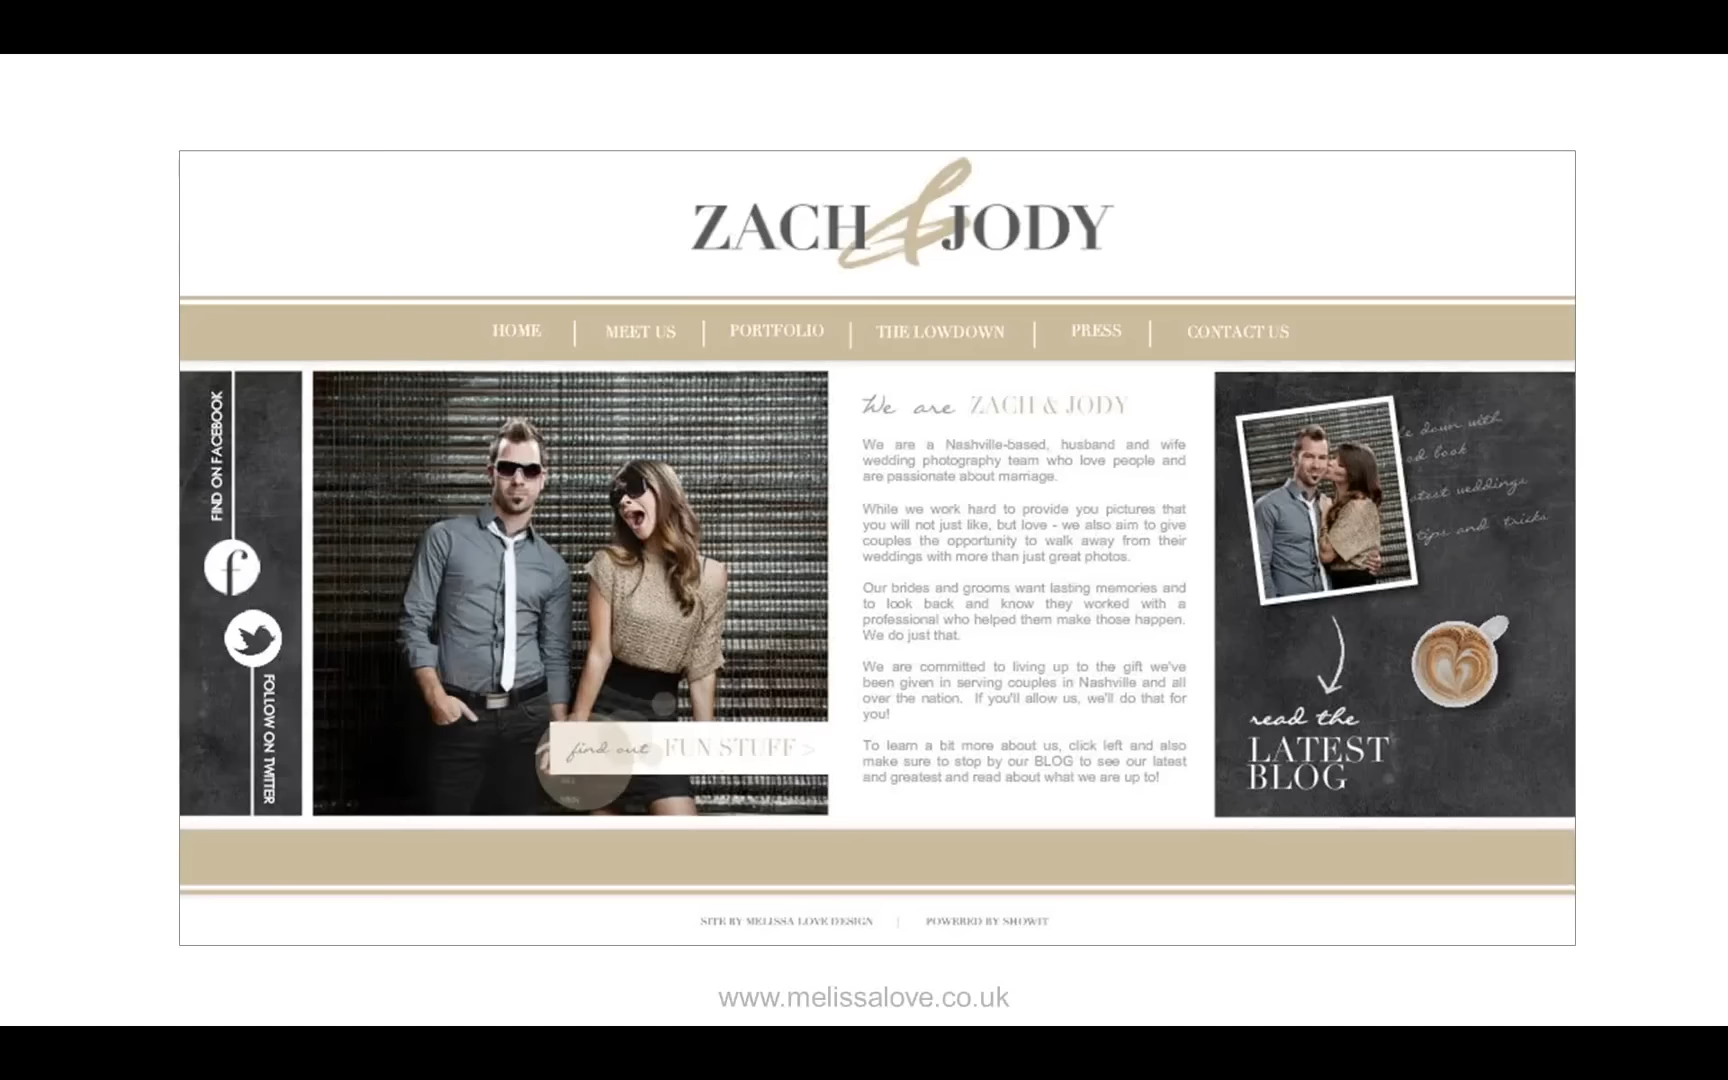 ZACH & JODY
HOME | MEET US | PORTFOLIO | THE LOWDOWN | PRESS | CONTACT US
FIND ON FACEBOOK
f
FOLLOW ON TWITTER
find out FUN STUFF >
We are ZACH & JODY
We are a Nashville-based, husband and wife
wedding photography team who love people and
are passionate about marriage.
While we work hard to provide you pictures that
you will not just like, but love - we also aim to give
couples the opportunity to walk away from their
weddings with more than just great photos.
Our brides and grooms want lasting memories and
to look back and know they worked with a
professional who helped them make those happen.
We do just that.
We are committed to living up to the gift we've
been given in serving couples in Nashville and all
over the nation. If you'll allow us, we'll do that for
you!
To learn a bit more about us, click left and also
make sure to stop by our BLOG to see our latest
and greatest and read about what we are up to!
down with
book
weddings
tips and tricks
read the
LATEST
BLOG
SITE BY MELISSA LOVE DESIGN | POWERED BY SHOWIT
www.melissalove.co.uk